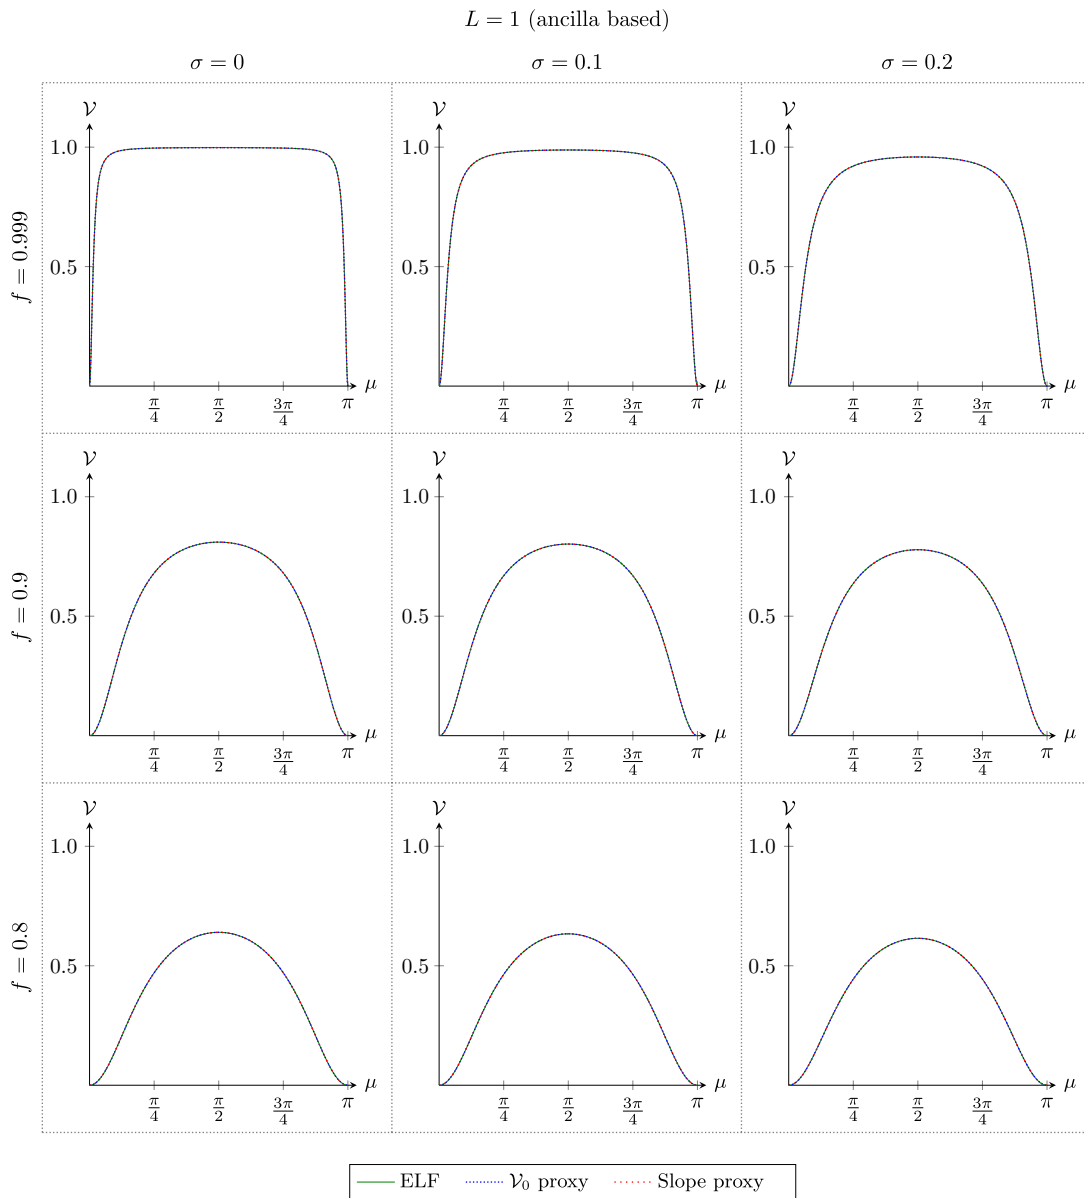 L = 1 (ancilla based)
σ = 0 σ = 0.1 σ = 0.2
f = 0.999
𝒱 1.0 0.5 π/4 π/2 3π/4 π μ
𝒱 1.0 0.5 π/4 π/2 3π/4 π μ
𝒱 1.0 0.5 π/4 π/2 3π/4 π μ
f = 0.9
𝒱 1.0 0.5 π/4 π/2 3π/4 π μ
𝒱 1.0 0.5 π/4 π/2 3π/4 π μ
𝒱 1.0 0.5 π/4 π/2 3π/4 π μ
f = 0.8
𝒱 1.0 0.5 π/4 π/2 3π/4 π μ
𝒱 1.0 0.5 π/4 π/2 3π/4 π μ
𝒱 1.0 0.5 π/4 π/2 3π/4 π μ
ELF 𝒱₀ proxy Slope proxy